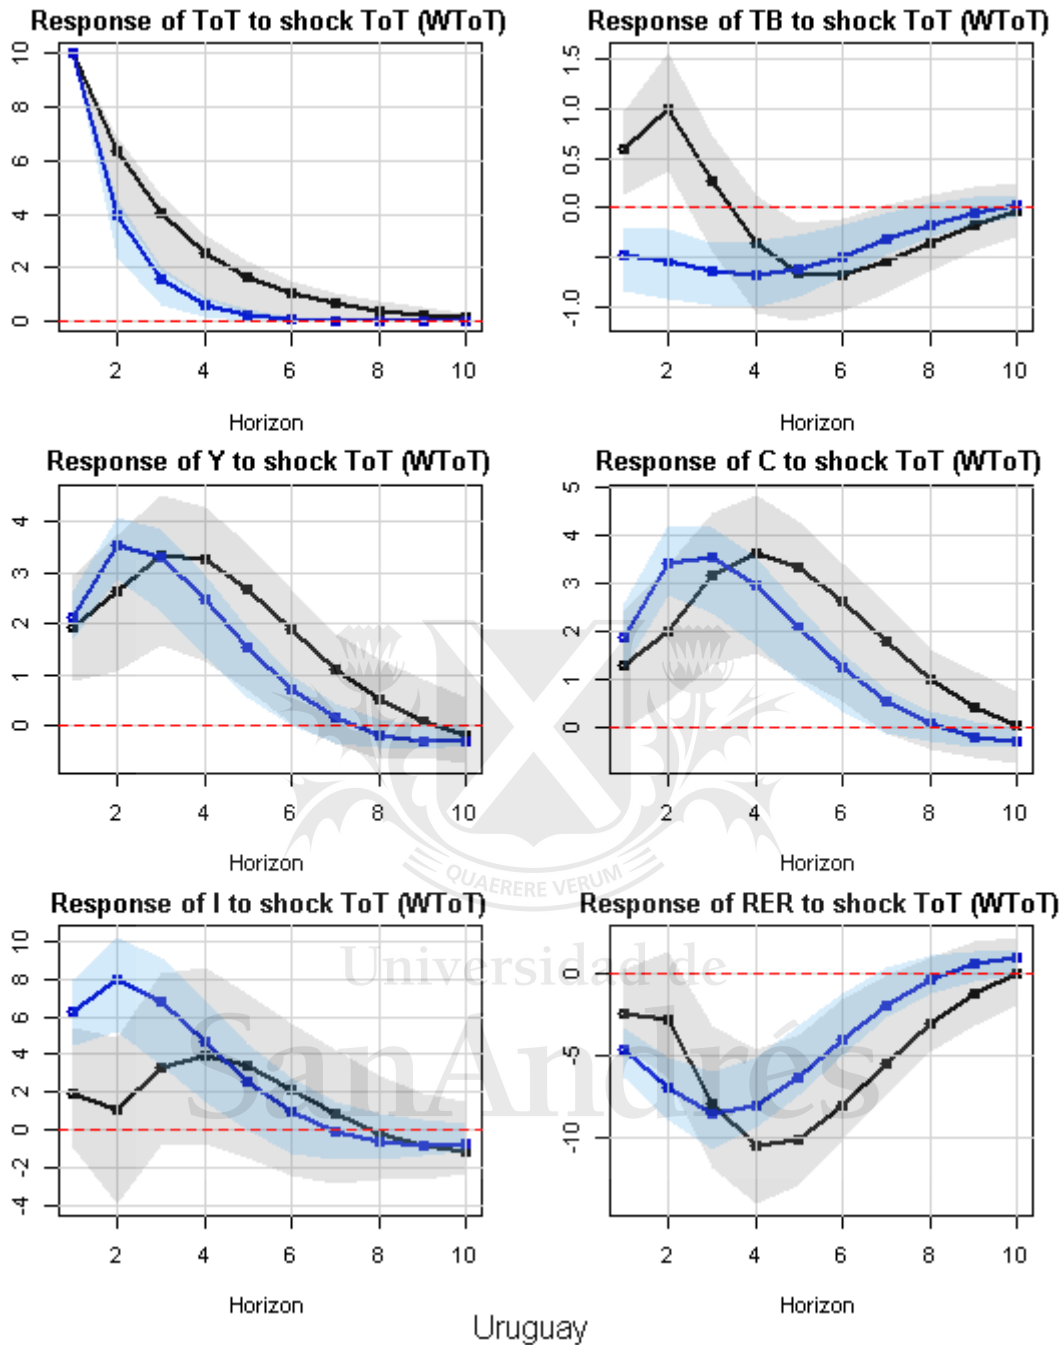 Response of ToT to shock ToT (WToT)
Response of TB to shock ToT (WToT)
10
8
6
4
2
0
1.5
1.0
0.5
0.0
-1.0
2 4 6 8 10
2 4 6 8 10
Horizon
Horizon
Response of Y to shock ToT (WToT)
Response of C to shock ToT (WToT)
4
3
2
1
0
5
4
3
2
1
0
2 4 6 8 10
2 4 6 8 10
Horizon
Horizon
QUAERERE VERUM
Response of I to shock ToT (WToT)
Response of RER to shock ToT (WToT)
10
8
6
4
2
0
-2
-4
0
-5
-10
Universidad de
SanAndrés
2 4 6 8 10
2 4 6 8 10
Horizon
Horizon
Uruguay